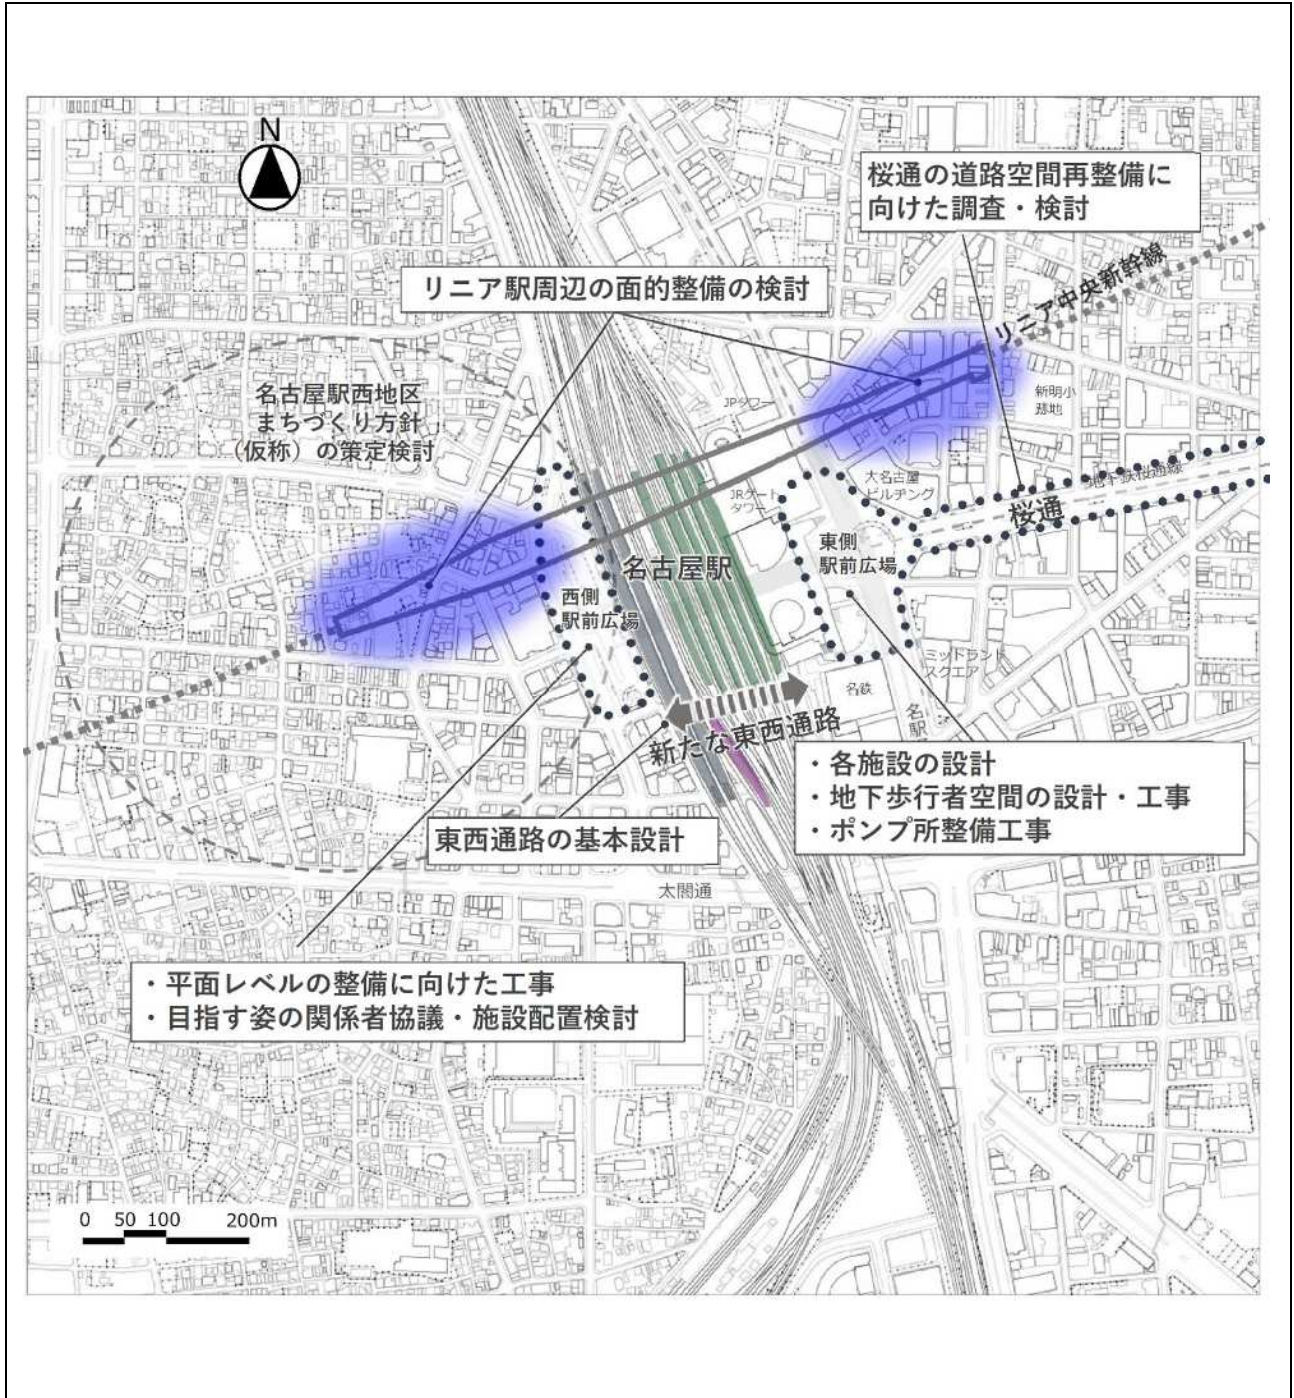 N
桜通の道路空間再整備に
向けた調査・検討
リニア中央新幹線
リニア駅周辺の面的整備の検討
名古屋駅西地区
まちづくり方針
（仮称）の策定検討
JPタワー
新明小
跡地
大名古屋
ビルヂング
地下鉄桜通線
桜通
JRゲート
タワー
名古屋駅
東側
駅前広場
西側
駅前広場
ミッドランド
スクエア
名鉄
名駅
新たな東西通路
・各施設の設計
・地下歩行者空間の設計・工事
・ポンプ所整備工事
東西通路の基本設計
太閤通
・平面レベルの整備に向けた工事
・目指す姿の関係者協議・施設配置検討
0 50 100 200m